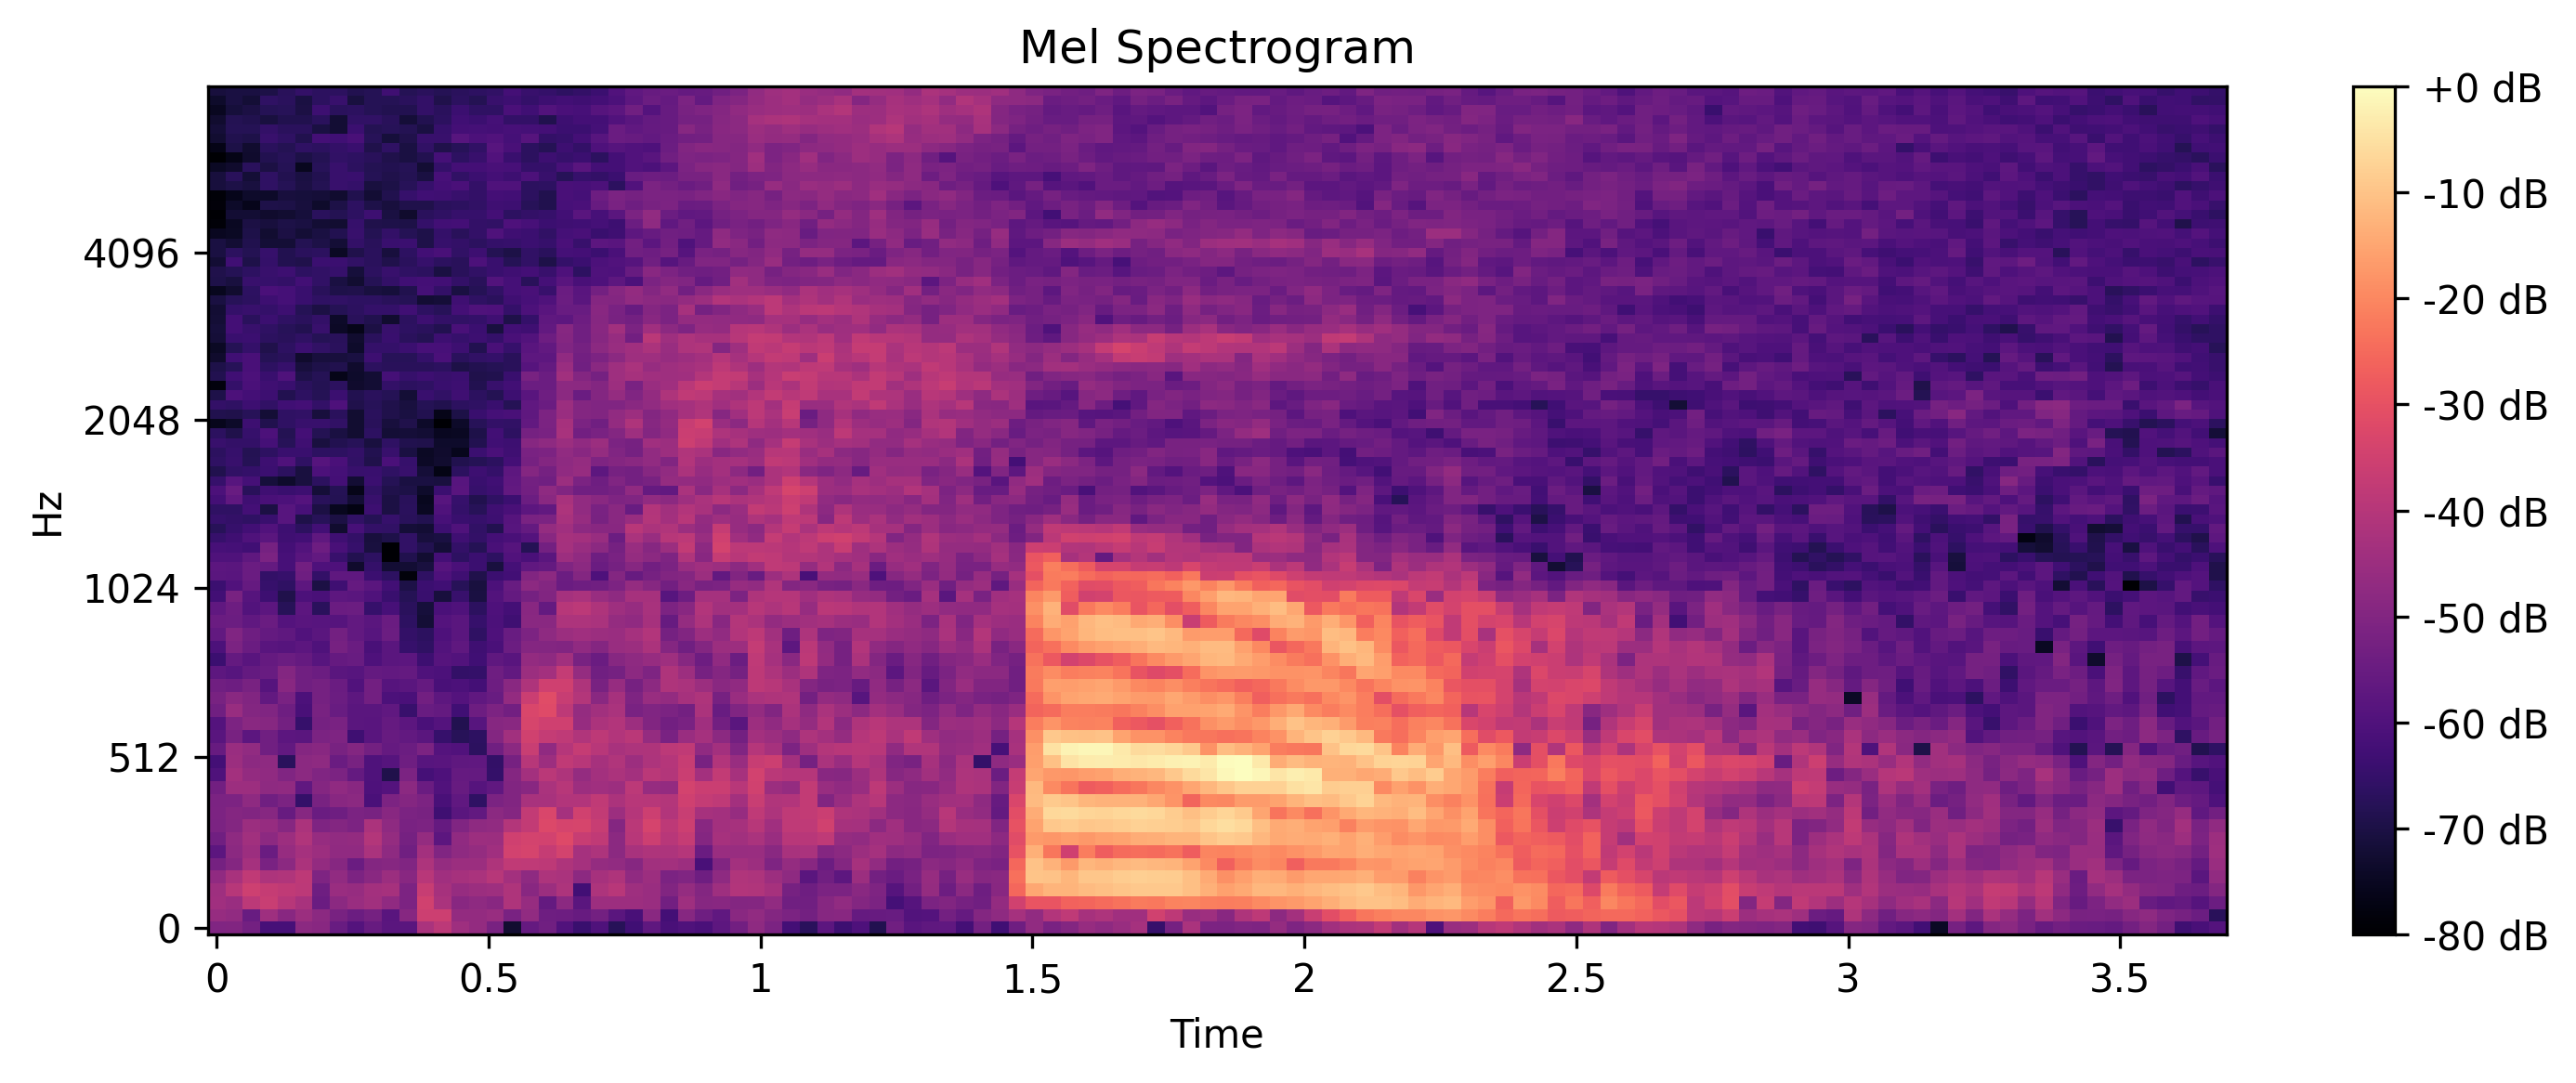 Mel Spectrogram
Hz
4096
2048
1024
512
0
0 0.5 1 1.5 2 2.5 3 3.5
Time
+0 dB
-10 dB
-20 dB
-30 dB
-40 dB
-50 dB
-60 dB
-70 dB
-80 dB